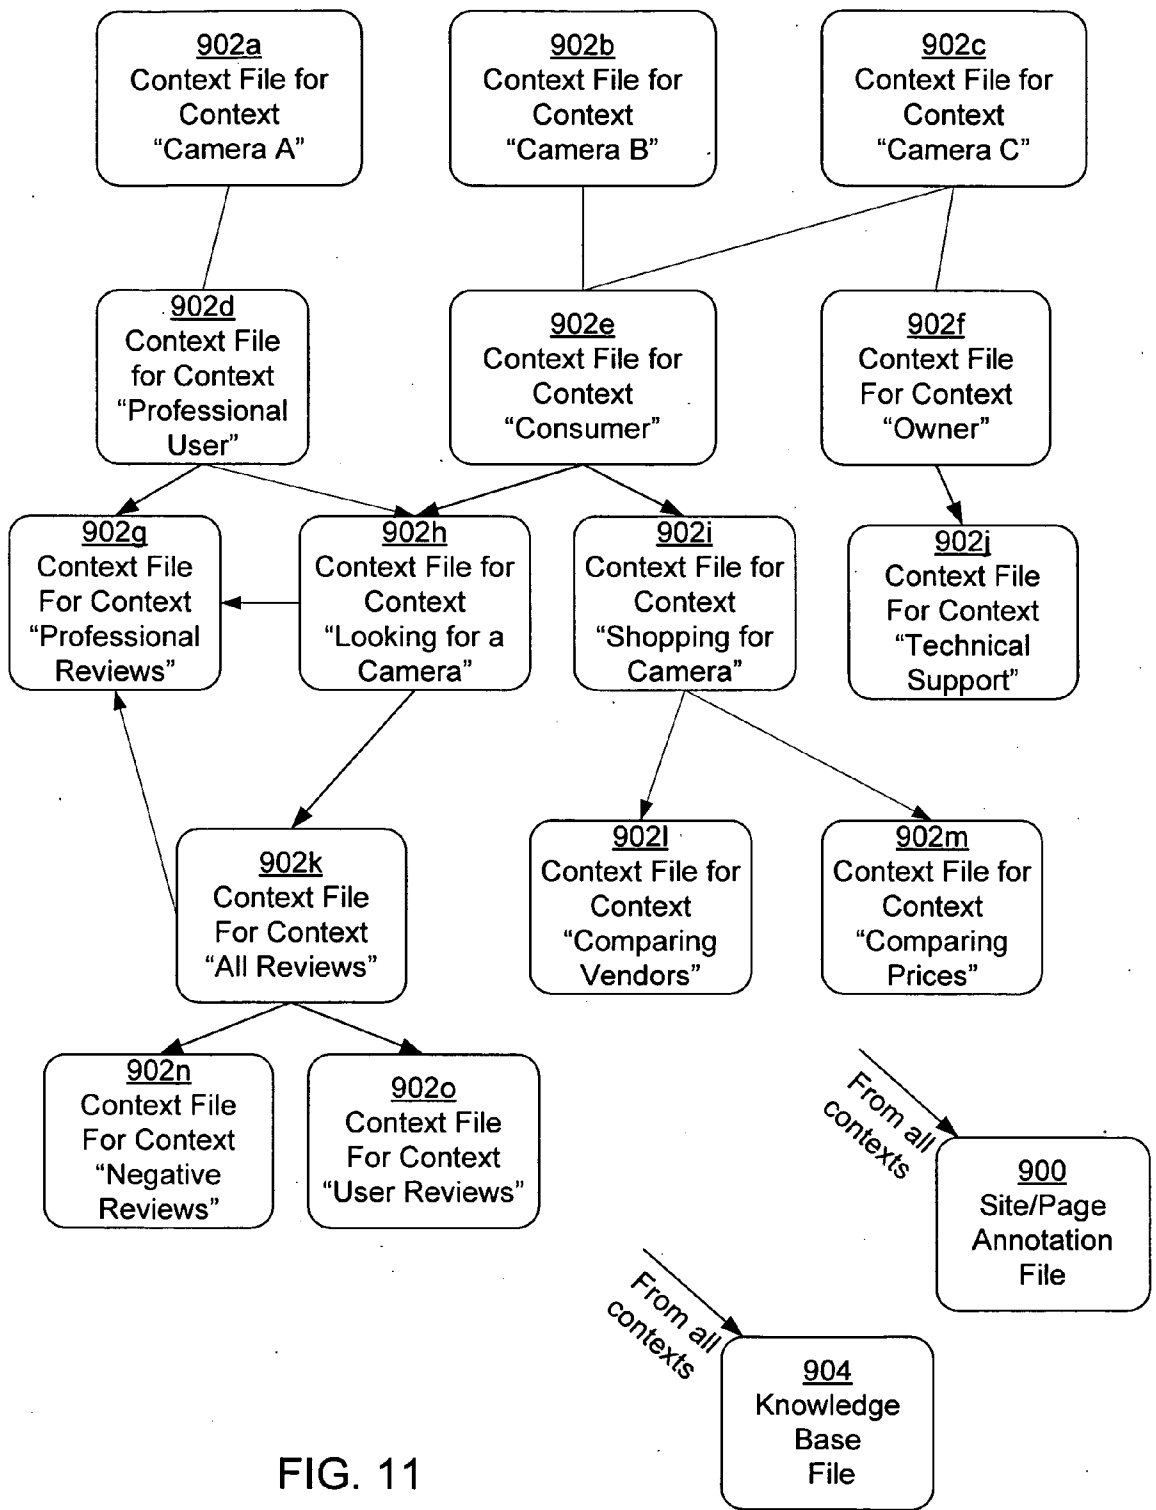 902a
Context File for
Context
“Camera A”
902b
Context File for
Context
“Camera B”
902c
Context File for
Context
“Camera C”
902d
Context File
for Context
“Professional
User”
902e
Context File for
Context
“Consumer”
902f
Context File
For Context
“Owner”
902g
Context File
For Context
“Professional
Reviews”
902h
Context File for
Context
“Looking for a
Camera”
902i
Context File for
Context
“Shopping for
Camera”
902j
Context File
For Context
“Technical
Support”
902k
Context File
For Context
“All Reviews”
902l
Context File for
Context
“Comparing
Vendors”
902m
Context File for
Context
“Comparing
Prices”
902n
Context File
For Context
“Negative
Reviews”
902o
Context File
For Context
“User Reviews”
From all
contexts
900
Site/Page
Annotation
File
From all
contexts
904
Knowledge
Base
File
FIG. 11